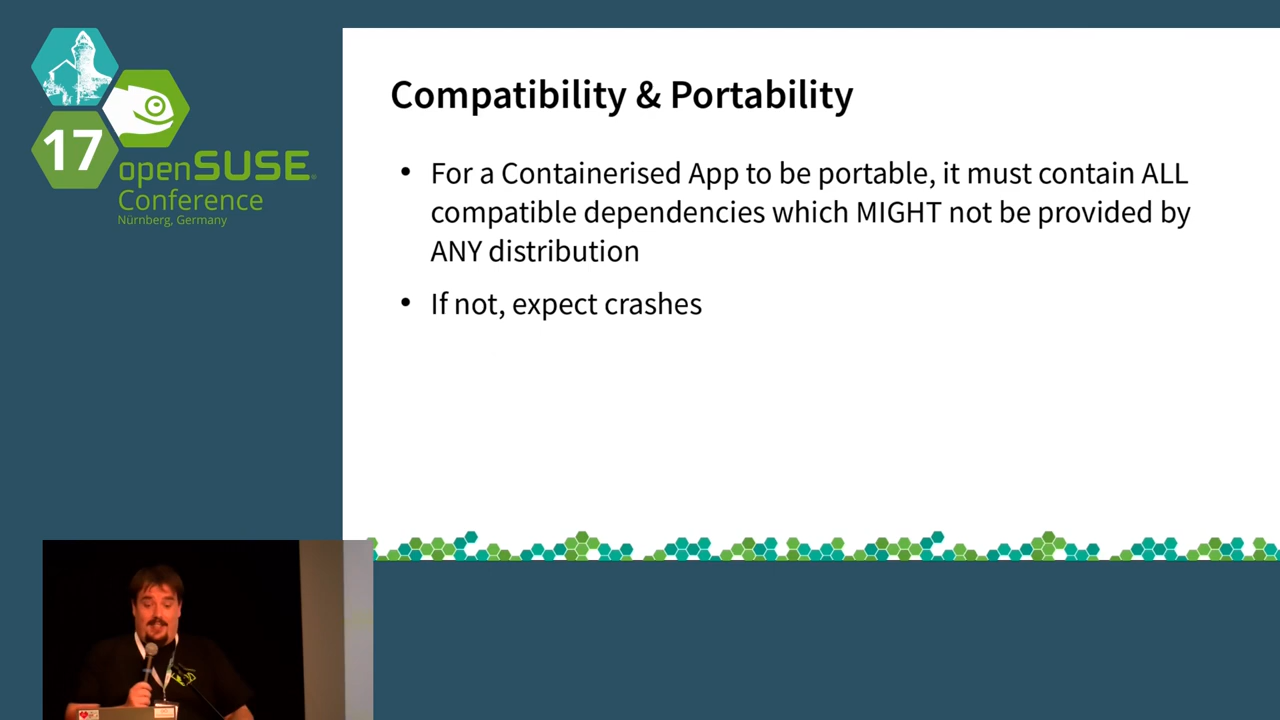 17
openSUSE
Conference
Nürnberg, Germany
Compatibility & Portability
• For a Containerised App to be portable, it must contain ALL
compatible dependencies which MIGHT not be provided by
ANY distribution
• If not, expect crashes